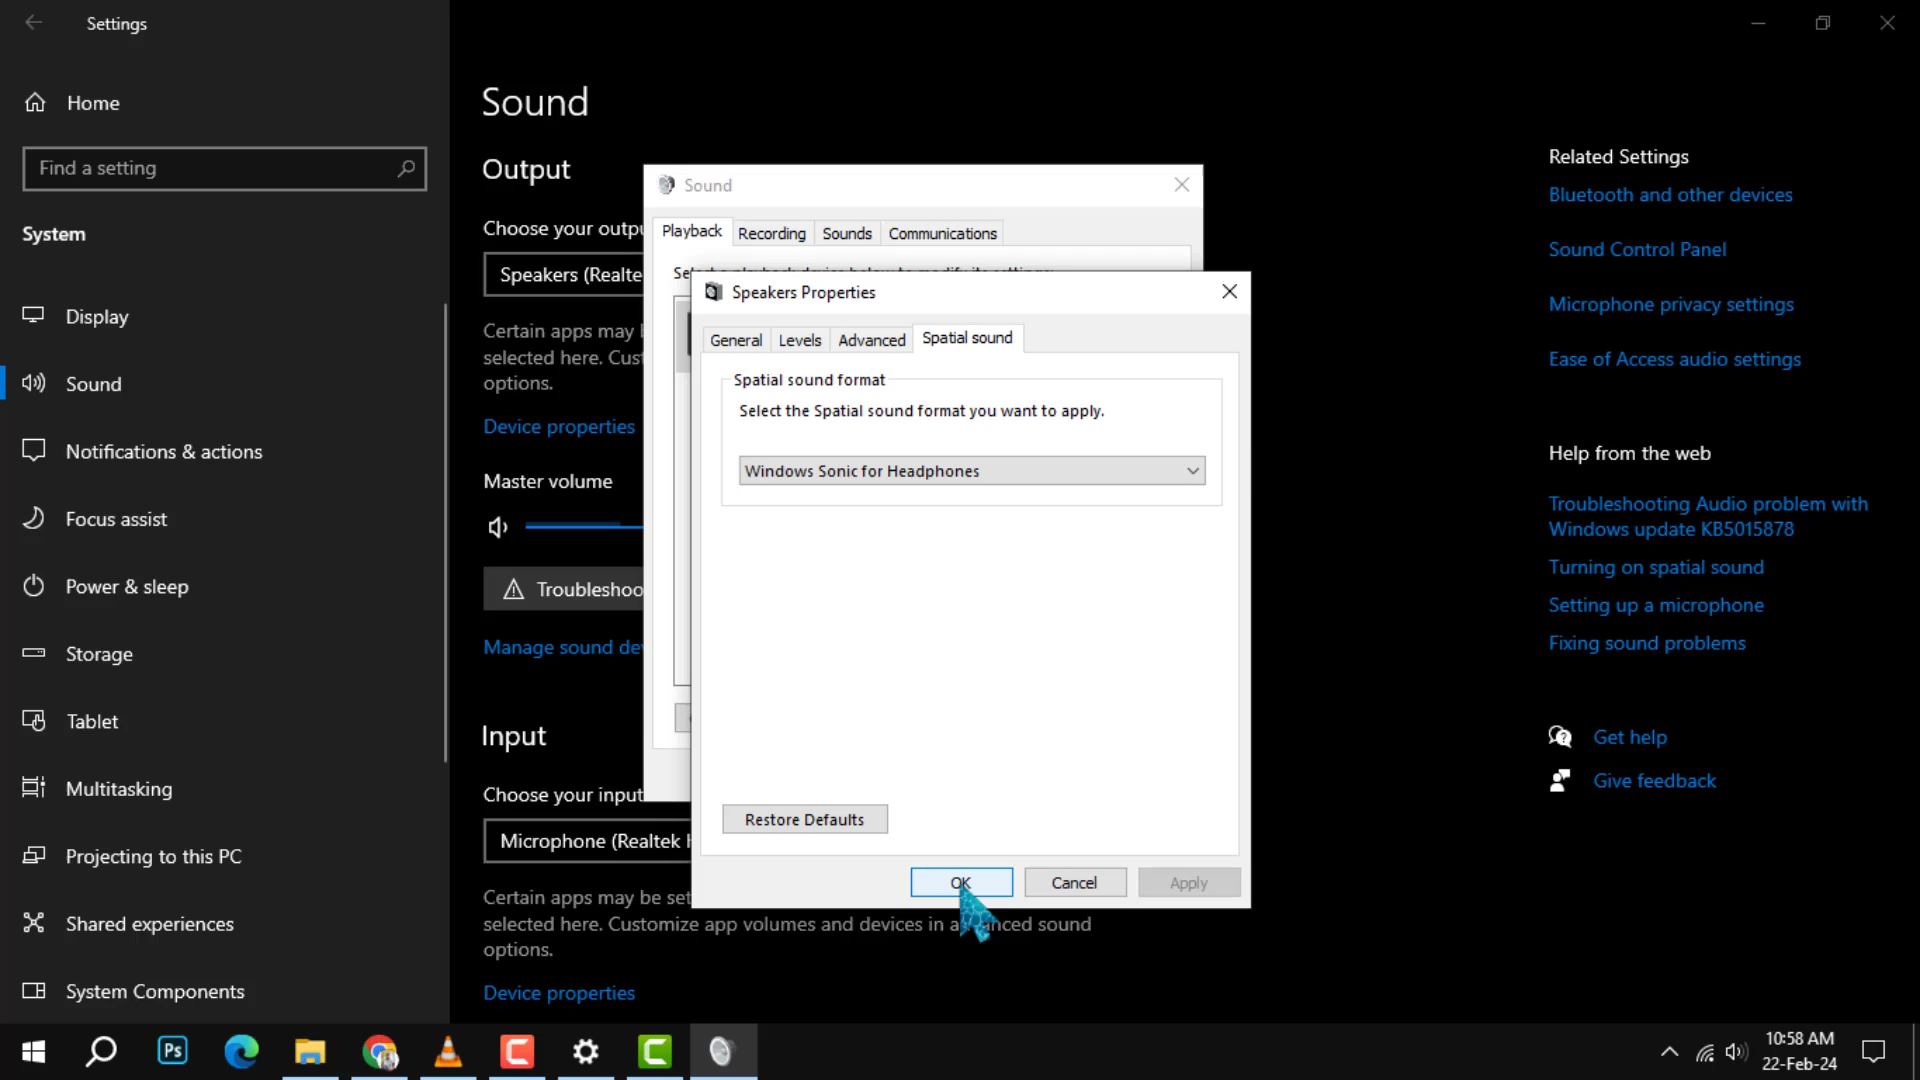 Settings
Home
Find a setting
System
Display
Sound
Notifications & actions
Focus assist
Power & sleep
Storage
Tablet
Multitasking
Projecting to this PC
Shared experiences
System Components
Sound
Output
Choose your outpu
Speakers (Realte
Certain apps may
selected here. Cus
options.
Device properties
Master volume
Troubleshoo
Manage sound de
Input
Choose your input
Microphone (Realtek
Certain apps may be set
selected here. Customize app volumes and devices in advanced sound
options.
Device properties
Sound
Playback
Recording
Sounds
Communications
Speakers Properties
General
Levels
Advanced
Spatial sound
Spatial sound format
Select the Spatial sound format you want to apply.
Windows Sonic for Headphones
Restore Defaults
OK
Cancel
Apply
Related Settings
Bluetooth and other devices
Sound Control Panel
Microphone privacy settings
Ease of Access audio settings
Help from the web
Troubleshooting Audio problem with
Windows update KB5015878
Turning on spatial sound
Setting up a microphone
Fixing sound problems
Get help
Give feedback
Ps
10:58 AM
22-Feb-24